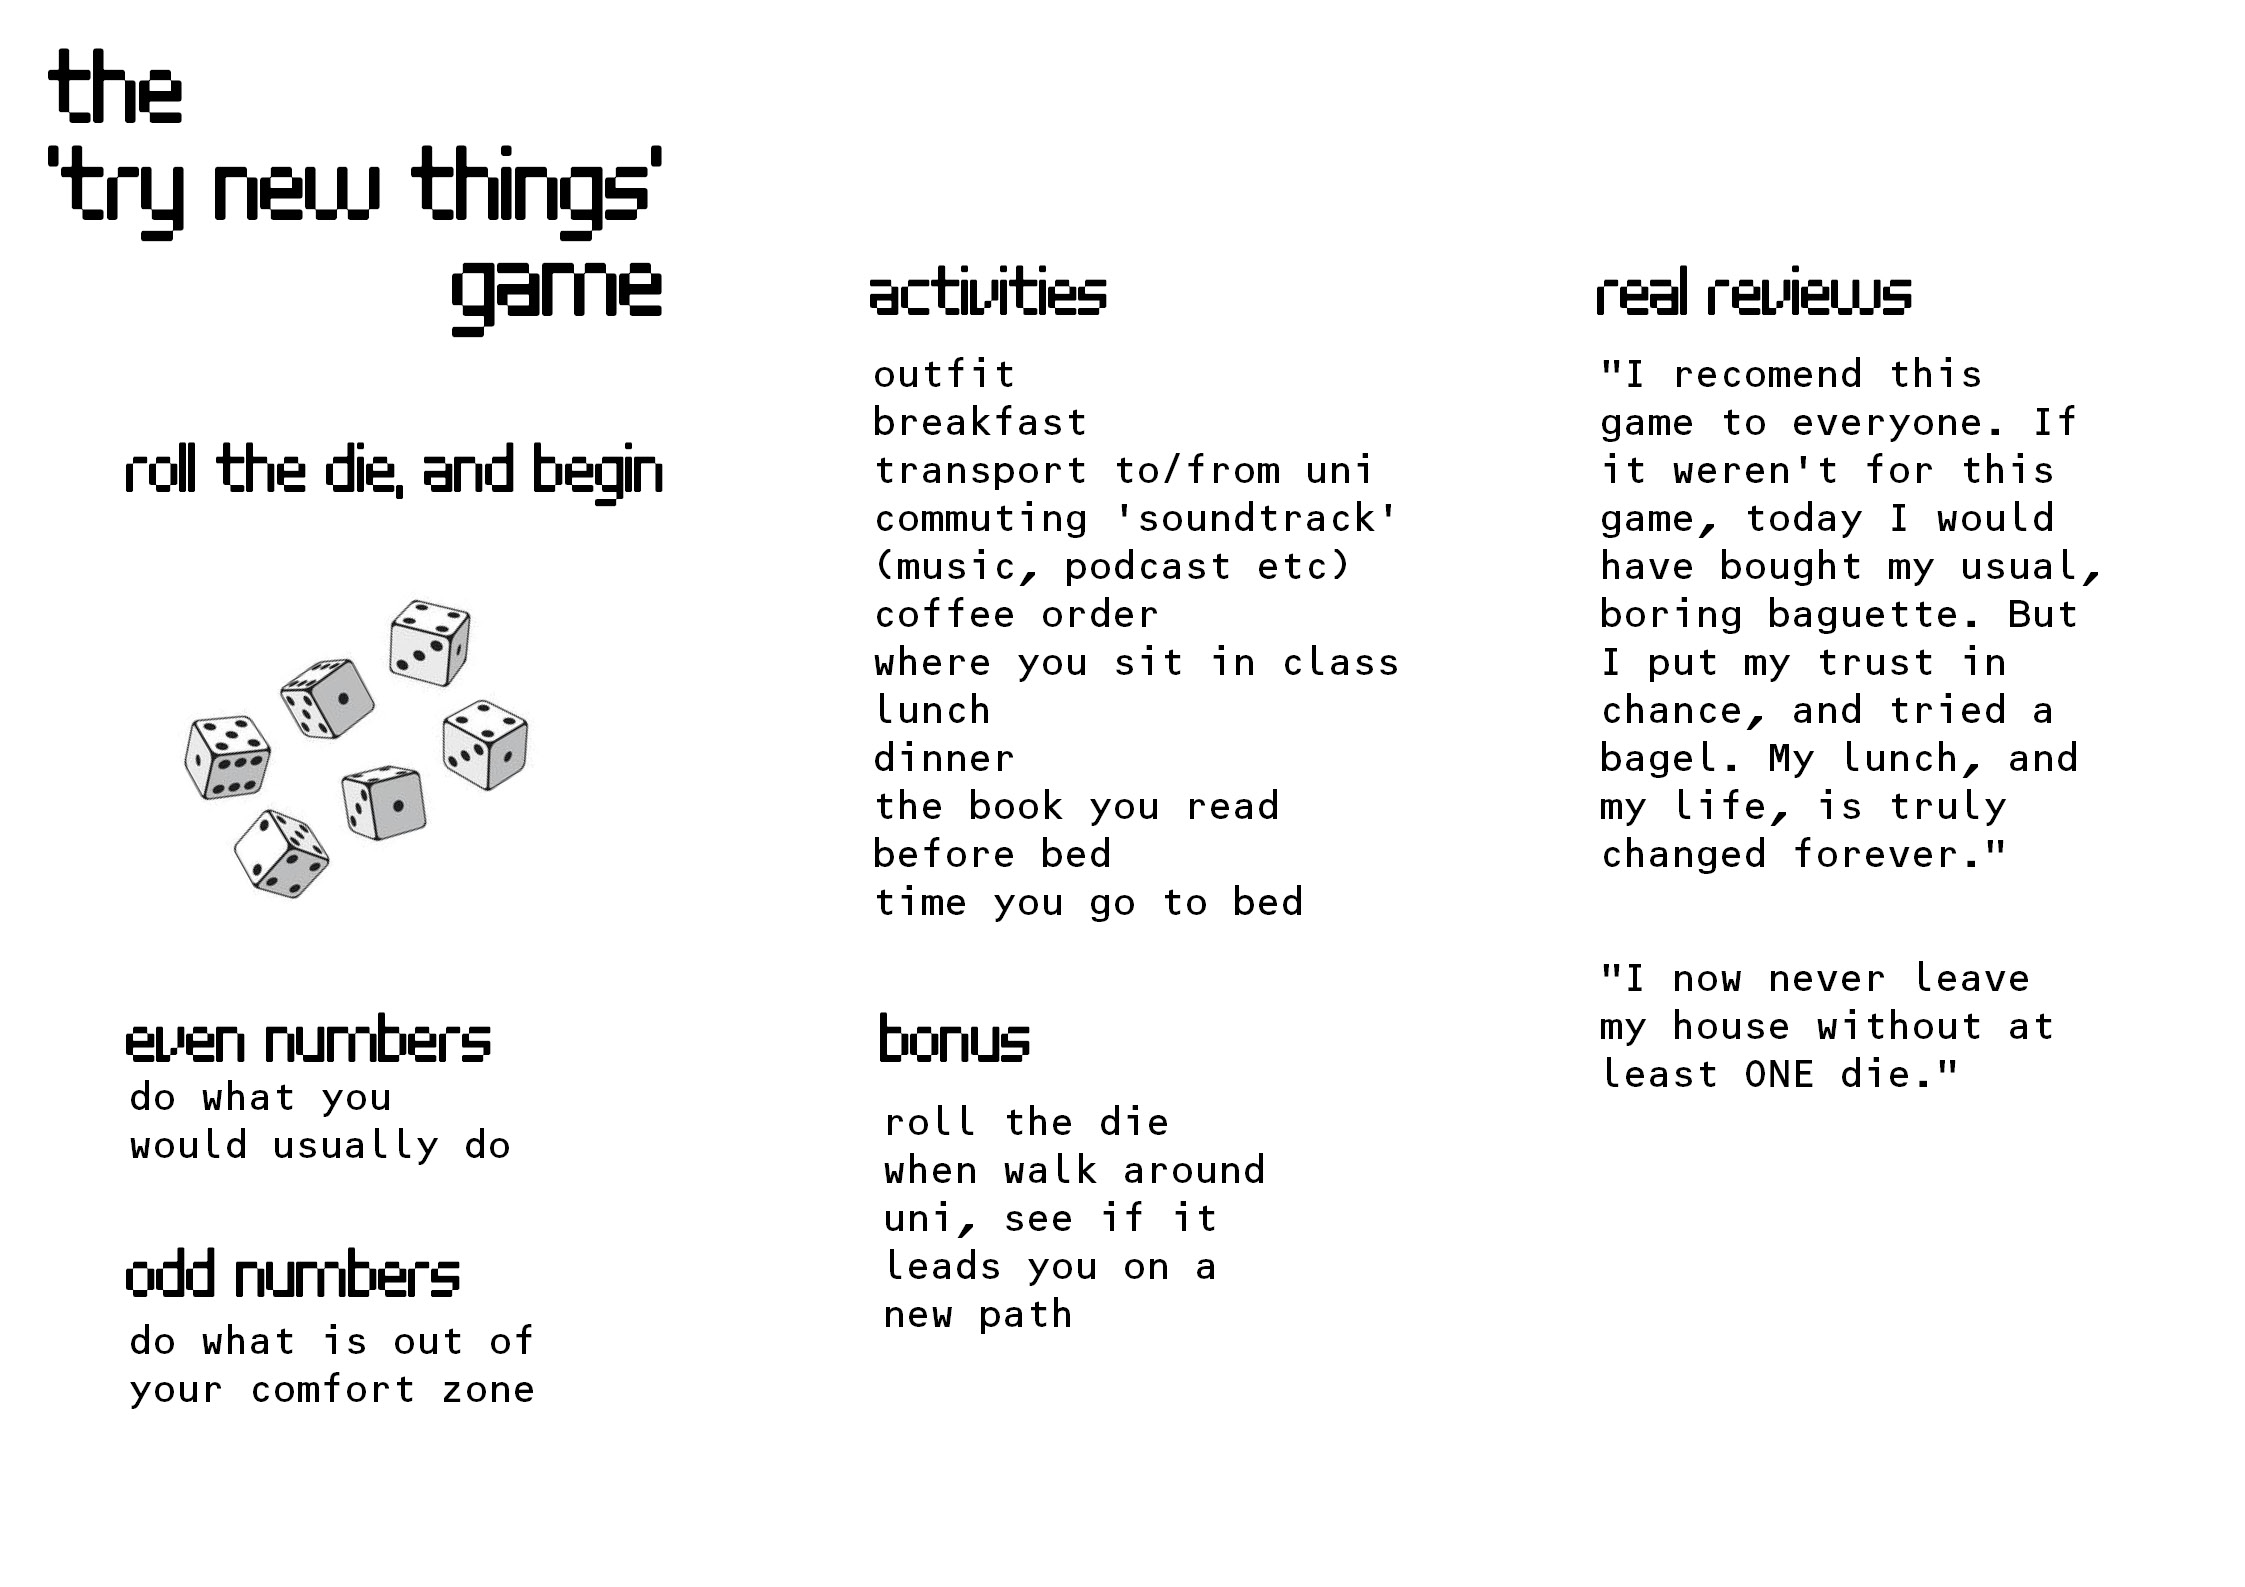 the
'try new things'
game
roll the die, and begin
even numbers
do what you
would usually do
odd numbers
do what is out of
your comfort zone
activities
outfit
breakfast
transport to/from uni
commuting 'soundtrack'
(music, podcast etc)
coffee order
where you sit in class
lunch
dinner
the book you read
before bed
time you go to bed
bonus
roll the die
when walk around
uni, see if it
leads you on a
new path
real reviews
"I recomend this
game to everyone. If
it weren't for this
game, today I would
have bought my usual,
boring baguette. But
I put my trust in
chance, and tried a
bagel. My lunch, and
my life, is truly
changed forever."
"I now never leave
my house without at
least ONE die."